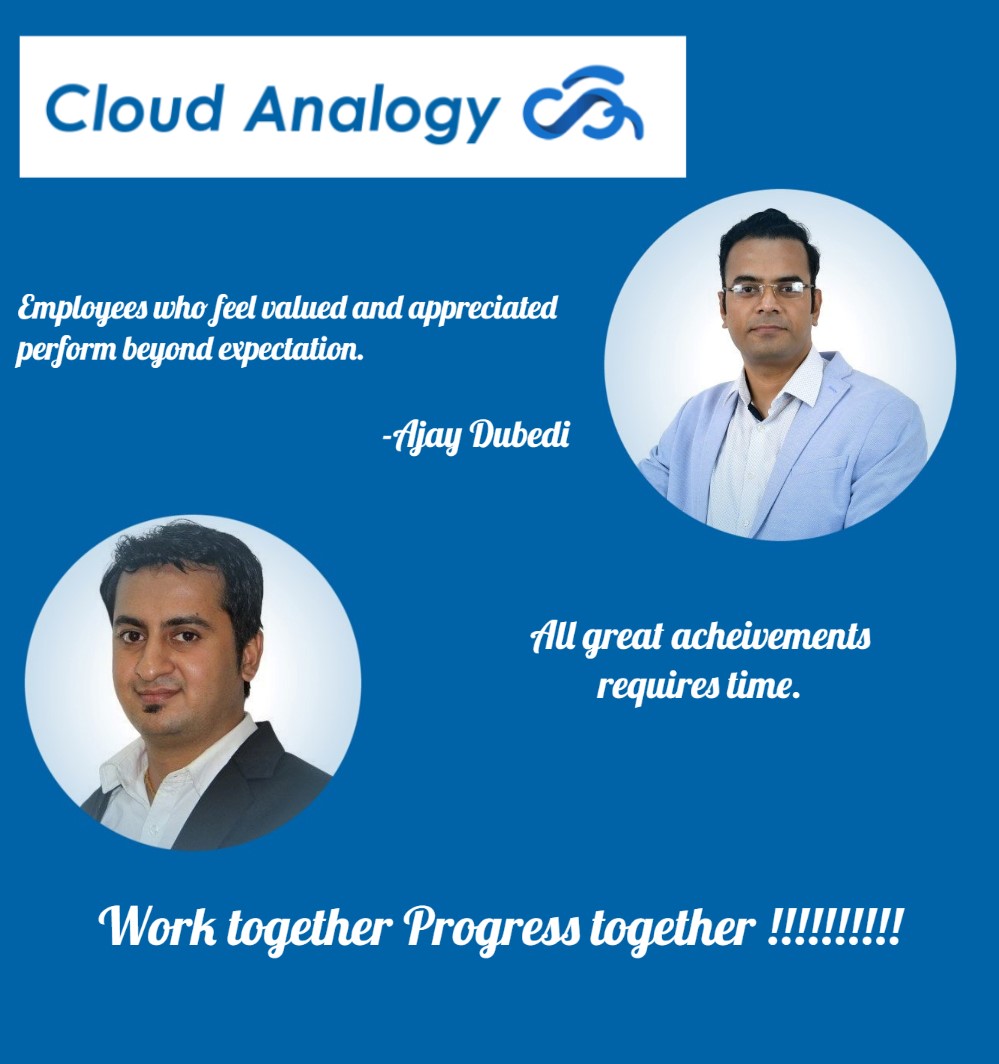 Cloud Analogy
Employees who feel valued and appreciated
perform beyond expectation.
-Ajay Dubedi
All great acheivements
requires time.
Work together Progress together !!!!!!!!!!